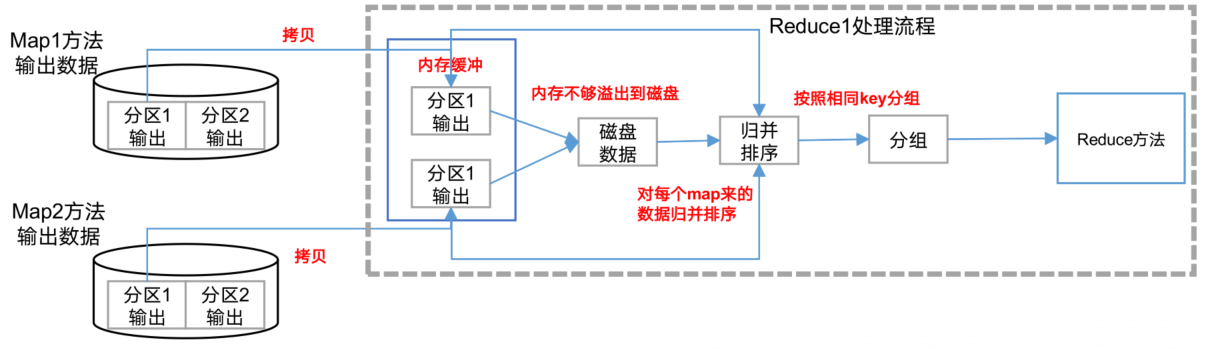 Map1方法
输出数据
分区1
输出
分区2
输出
拷贝
Map2方法
输出数据
分区1
输出
分区2
输出
拷贝
Reduce1处理流程
内存缓冲
分区1
输出
分区1
输出
内存不够溢出到磁盘
磁盘
数据
归并
排序
对每个map来的
数据归并排序
按照相同key分组
分组
Reduce方法